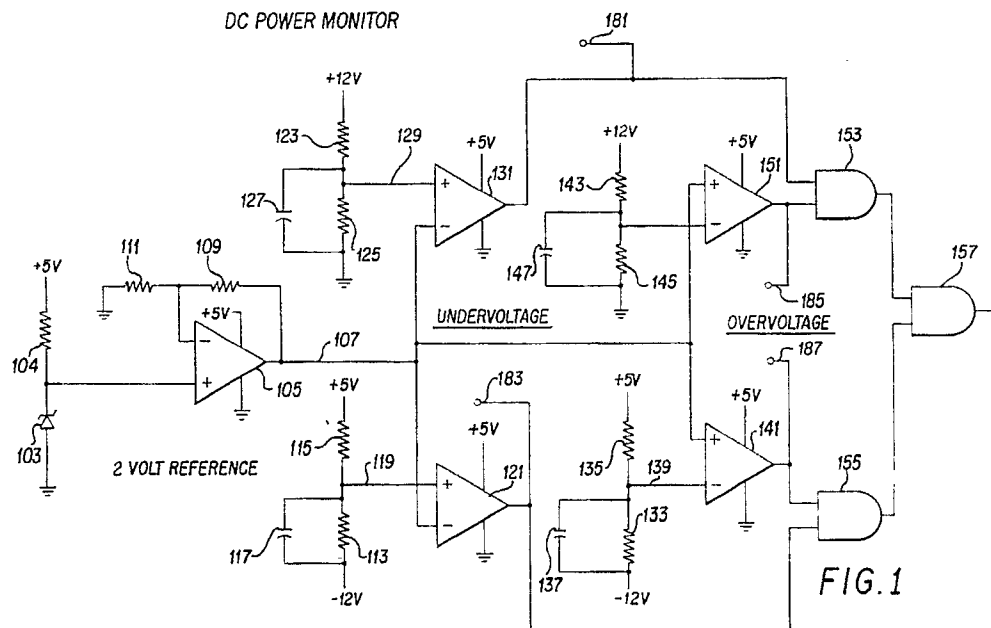 DC POWER MONITOR
181
+12V
123
129
+5V
131
+12V
+5V
153
127
143
151
125
111
109
147
145
157
+5V
+5V
UNDERVOLTAGE
185
OVERVOLTAGE
104
107
187
105
183
+5V
+5V
+5V
+5V
103
115
141
2 VOLT REFERENCE
119
121
135
139
155
117
113
133
137
-12V
-12V
FIG.1